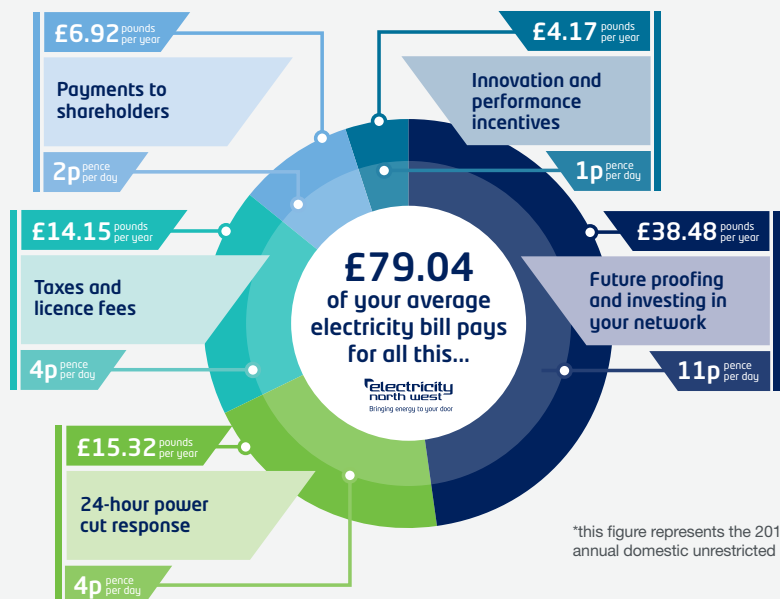 £6.92 pounds per year
Payments to
shareholders
2p pence per day
£4.17 pounds per year
Innovation and
performance
incentives
1p pence per day
£14.15 pounds per year
Taxes and
licence fees
4p pence per day
£79.04
of your average
electricity bill pays
for all this...
electricity
north west
Bringing energy to your door
£38.48 pounds per year
Future proofing
and investing in
your network
11p pence per day
£15.32 pounds per year
24-hour power
cut response
4p pence per day
*this figure represents the 201
annual domestic unrestricted